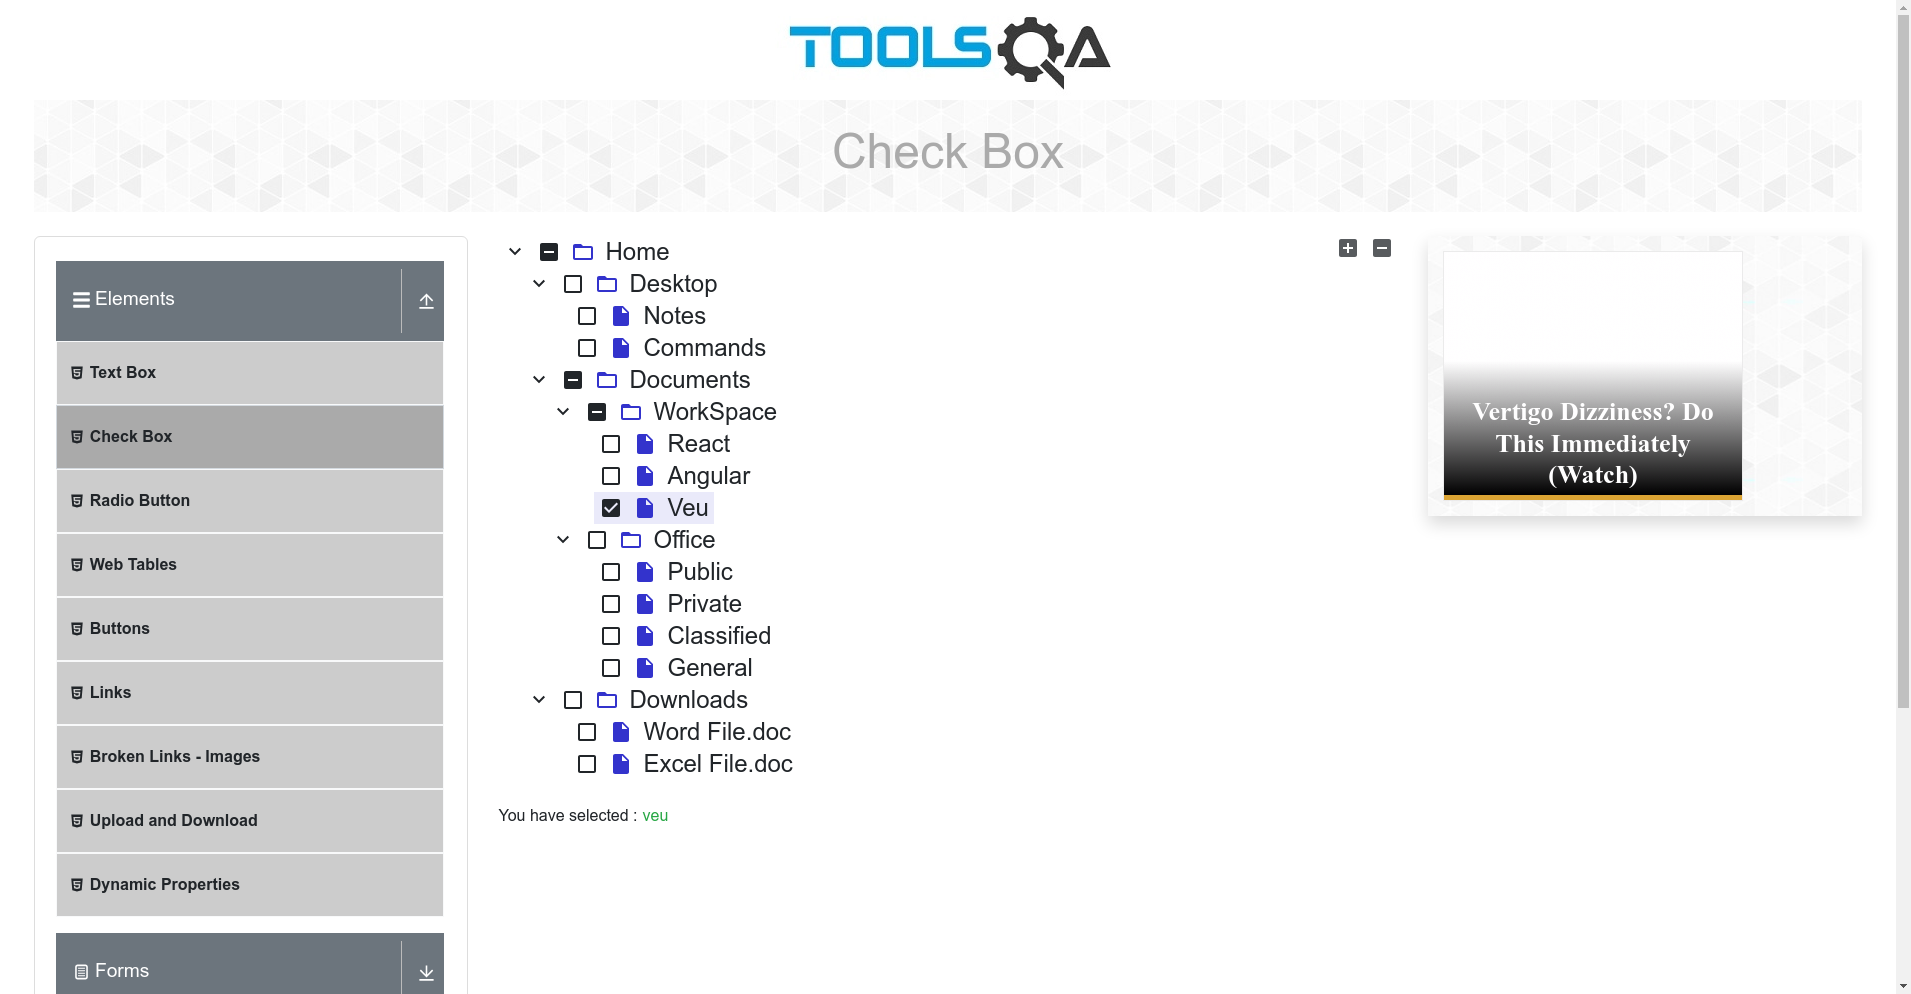 TOOLSQA
Check Box
Elements
Text Box
Check Box
Radio Button
Web Tables
Buttons
Links
Broken Links - Images
Upload and Download
Dynamic Properties
Forms
Home
Desktop
Notes
Commands
Documents
WorkSpace
React
Angular
Veu
Office
Public
Private
Classified
General
Downloads
Word File.doc
Excel File.doc
You have selected : veu
Vertigo Dizziness? Do
This Immediately
(Watch)